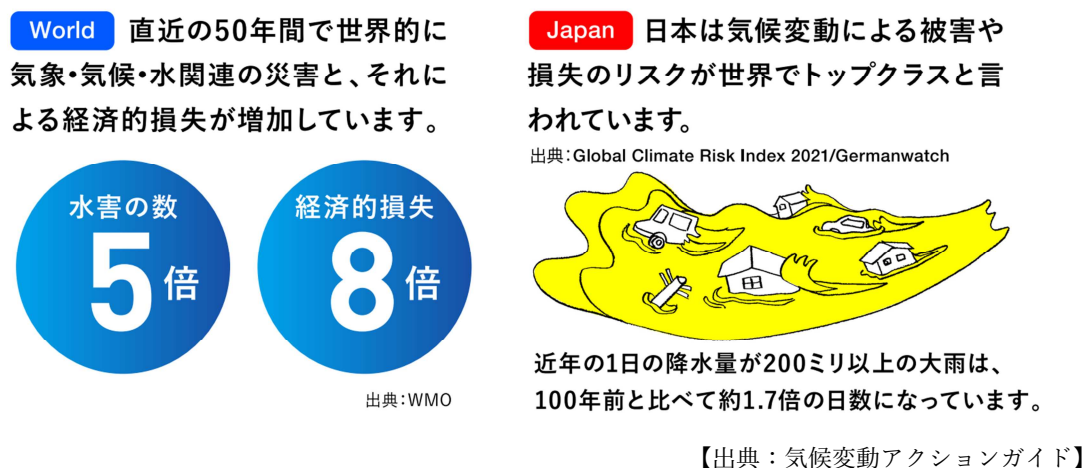 World 直近の50年間で世界的に
気象・気候・水関連の災害と、それに
よる経済的損失が増加しています。
水害の数
5倍
経済的損失
8倍
出典：WMO
Japan 日本は気候変動による被害や
損失のリスクが世界でトップクラスと言
われています。
出典：Global Climate Risk Index 2021/Germanwatch
近年の1日の降水量が200ミリ以上の大雨は、
100年前と比べて約1.7倍の日数になっています。
【出典：気候変動アクションガイド】